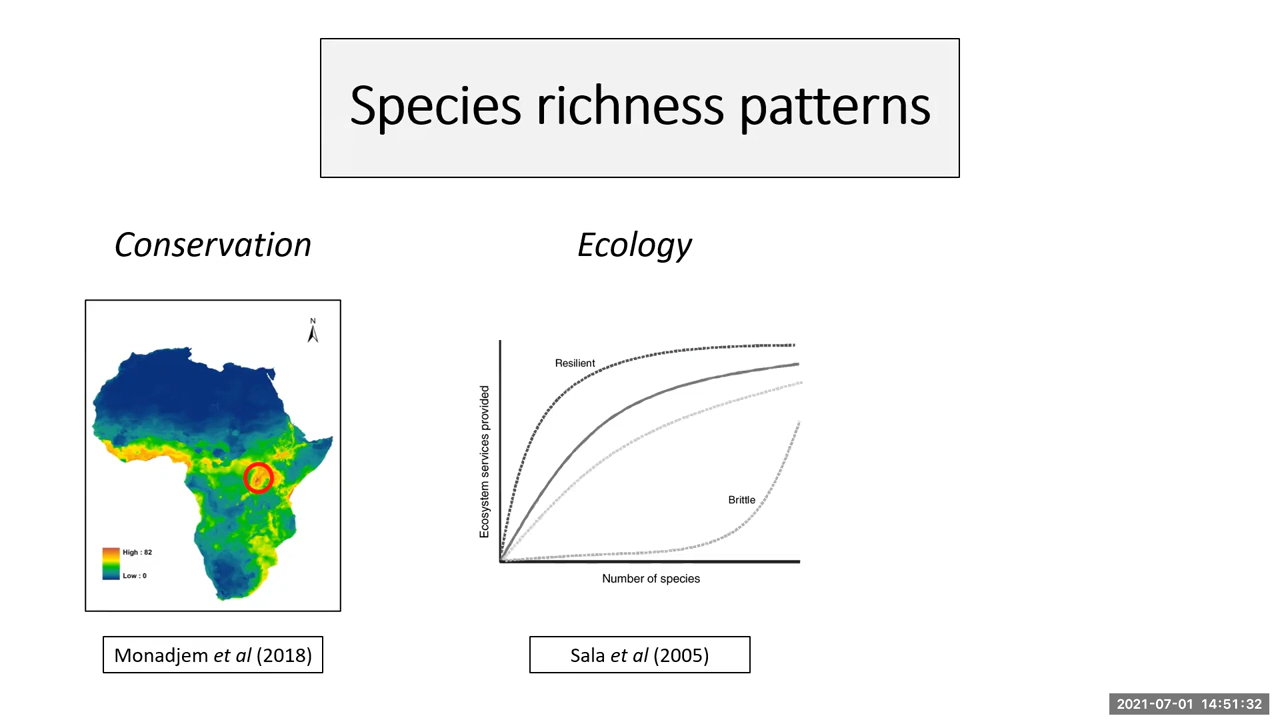 Species richness patterns
Conservation
Ecology
N
High : 82
Low : 0
Monadjem et al (2018)
Resilient
Brittle
Ecosystem services provided
Number of species
Sala et al (2005)
2021-07-01 14:51:32